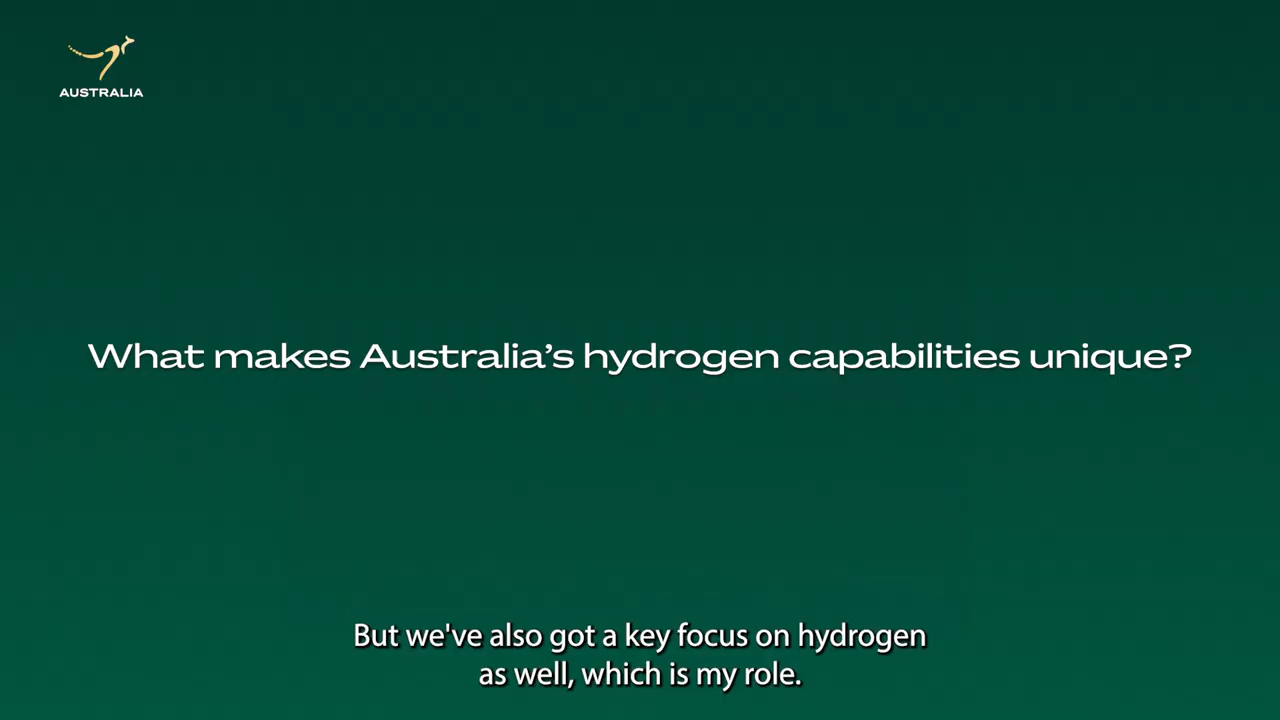 AUSTRALIA
What makes Australia’s hydrogen capabilities unique?
But we've also got a key focus on hydrogen
as well, which is my role.